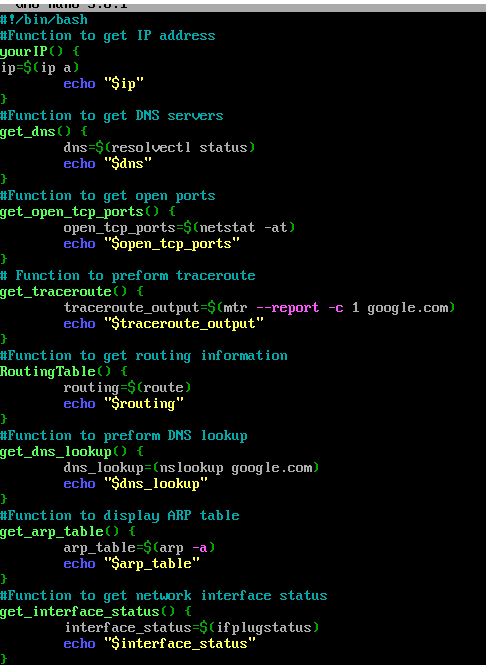 GNU nano 5.6.1
#!/bin/bash
#Function to get IP address
yourIP() {
ip=$(ip a)
        echo "$ip"
}
#Function to get DNS servers
get_dns() {
        dns=$(resolvectl status)
        echo "$dns"
}
#Function to get open ports
get_open_tcp_ports() {
        open_tcp_ports=$(netstat -at)
        echo "$open_tcp_ports"
}
# Function to preform traceroute
get_traceroute() {
        traceroute_output=$(mtr --report -c 1 google.com)
        echo "$traceroute_output"
}
#Function to get routing information
RoutingTable() {
        routing=$(route)
        echo "$routing"
}
#Function to preform DNS lookup
get_dns_lookup() {
        dns_lookup=(nslookup google.com)
        echo "$dns_lookup"
}
#Function to display ARP table
get_arp_table() {
        arp_table=$(arp -a)
        echo "$arp_table"
}
#Function to get network interface status
get_interface_status() {
        interface_status=$(ifplugstatus)
        echo "$interface_status"
}